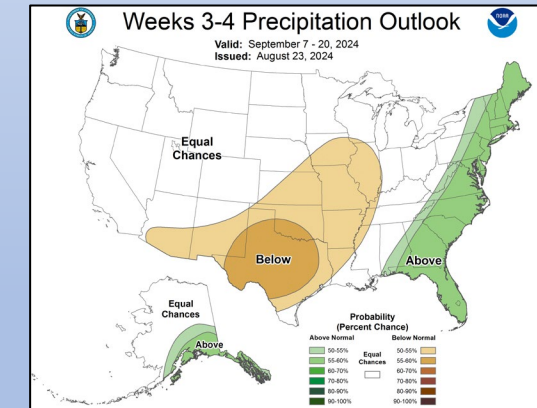 Weeks 3-4 Precipitation Outlook
NOAA
Valid: September 7 - 20, 2024
Issued: August 23, 2024
Equal
Chances
Below
Above
Equal
Chances
Above
Probability
(Percent Chance)
Above Normal
Below Normal
50-55%
55-60%
60-70%
70-80%
80-90%
90-100%
Equal
Chances
50-55%
55-60%
60-70%
70-80%
80-90%
90-100%